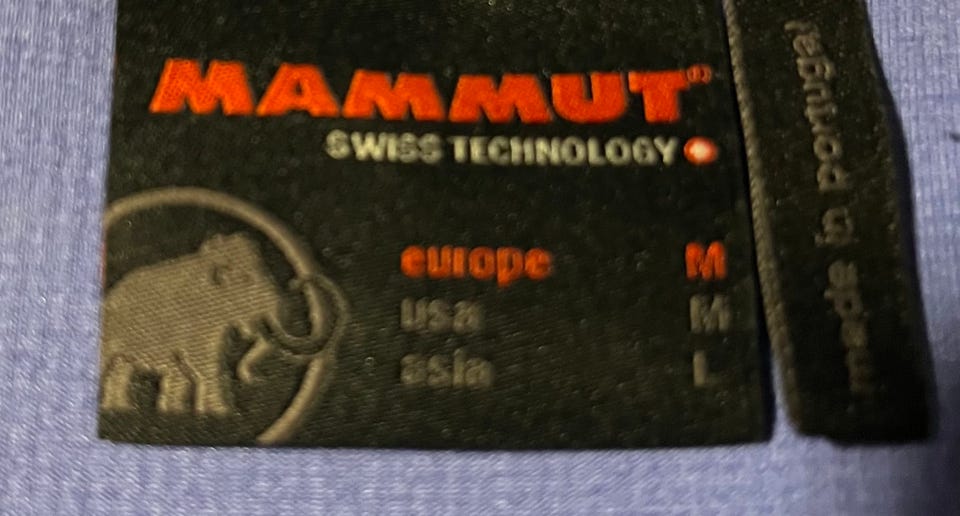 MAMMUT®
SWISS TECHNOLOGY
europe M
usa M
asia L
made in portugal